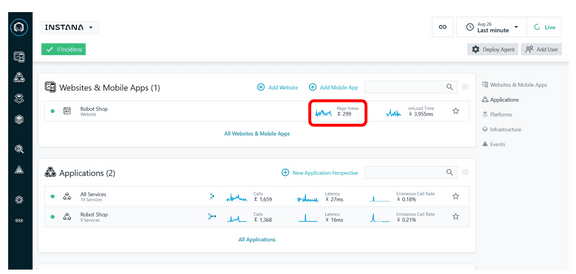 INSTANA
Aug 26
Last minute
Live
0 Incidents
Deploy Agent
Add User
Websites & Mobile Apps (1)
Add Website
Add Mobile App
Robot Shop
Website
Page Views
Σ 299
onLoad Time
x̄ 3,955ms
All Websites & Mobile Apps
Applications (2)
New Application Perspective
All Services
19 Services
Calls
Σ 1,659
Latency
x̄ 27ms
Erroneous Call Rate
x̄ 0.18%
Robot Shop
9 Services
Calls
Σ 1,368
Latency
x̄ 16ms
Erroneous Call Rate
x̄ 0.21%
All Applications
Websites & Mobile Apps
Applications
Platforms
Infrastructure
Events